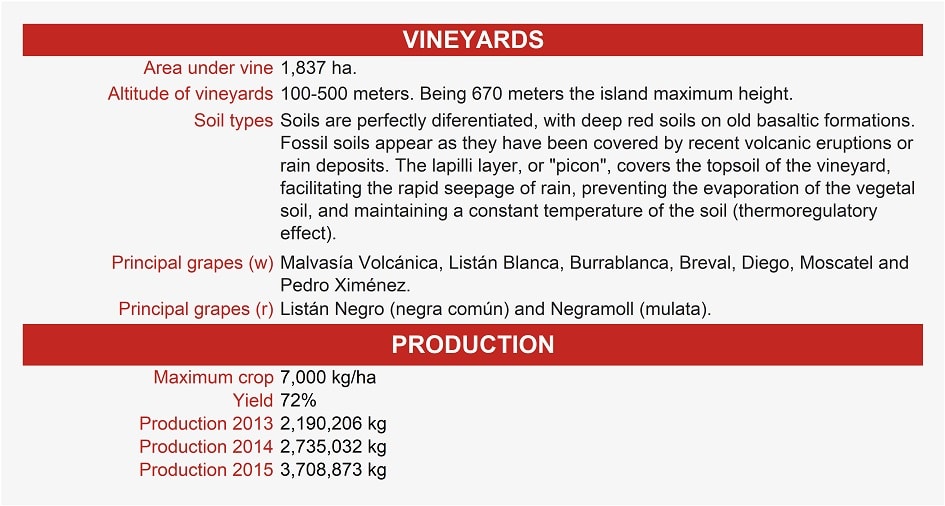 VINEYARDS
Area under vine 1,837 ha.
Altitude of vineyards 100-500 meters. Being 670 meters the island maximum height.
Soil types Soils are perfectly diferentiated, with deep red soils on old basaltic formations.
Fossil soils appear as they have been covered by recent volcanic eruptions or
rain deposits. The lapilli layer, or "picon", covers the topsoil of the vineyard,
facilitating the rapid seepage of rain, preventing the evaporation of the vegetal
soil, and maintaining a constant temperature of the soil (thermoregulatory
effect).
Principal grapes (w) Malvasía Volcánica, Listán Blanca, Burrablanca, Breval, Diego, Moscatel and
Pedro Ximénez.
Principal grapes (r) Listán Negro (negra común) and Negramoll (mulata).
PRODUCTION
Maximum crop 7,000 kg/ha
Yield 72%
Production 2013 2,190,206 kg
Production 2014 2,735,032 kg
Production 2015 3,708,873 kg